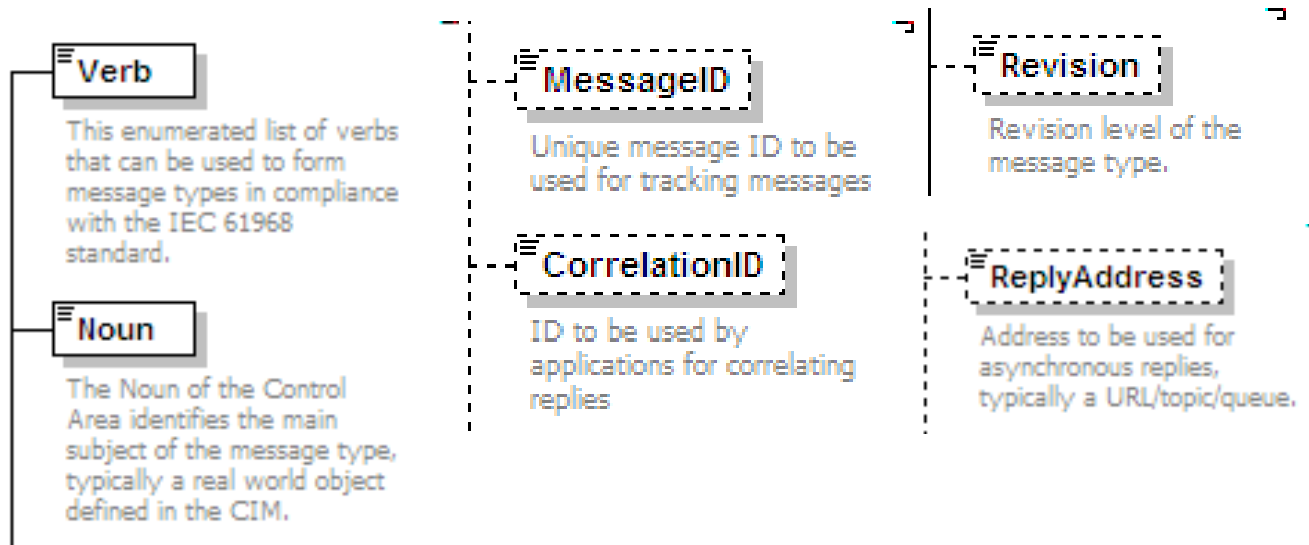 Verb
This enumerated list of verbs
that can be used to form
message types in compliance
with the IEC 61968
standard.
Noun
The Noun of the Control
Area identifies the main
subject of the message type,
typically a real world object
defined in the CIM.
MessageID
Unique message ID to be
used for tracking messages
CorrelationID
ID to be used by
applications for correlating
replies
Revision
Revision level of the
message type.
ReplyAddress
Address to be used for
asynchronous replies,
typically a URL/topic/queue.